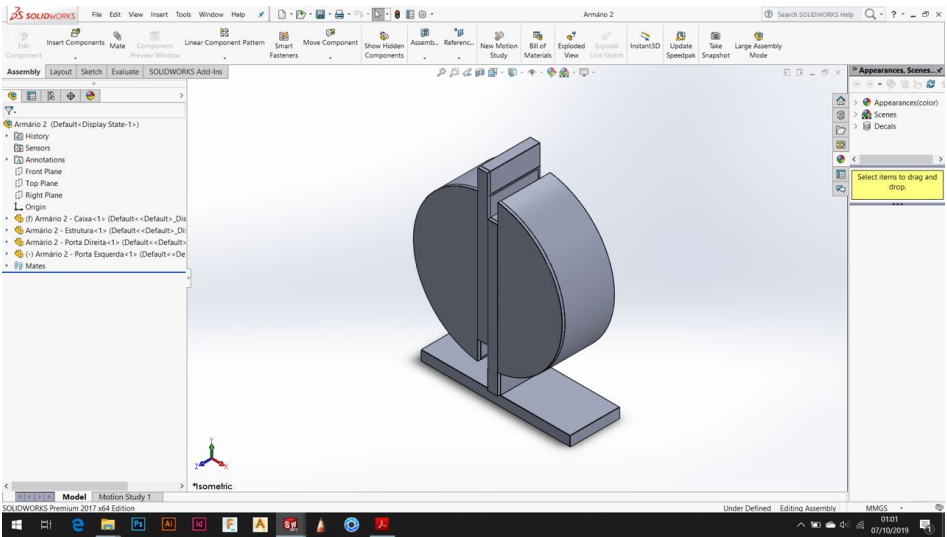 SOLIDWORKS File Edit View Insert Tools Window Help Armário 2 Search SOLIDWORKS Help
Edit Component
Insert Components
Mate
Component Preview Window
Linear Component Pattern
Smart Fasteners
Move Component
Show Hidden Components
Assemb...
Referenc...
New Motion Study
Bill of Materials
Exploded View
Explode Line Sketch
Instant3D
Update Speedpak
Take Snapshot
Large Assembly Mode
Assembly Layout Sketch Evaluate SOLIDWORKS Add-Ins
Appearances, Scenes...
Armário 2 (Default<Display State-1>)
History
Sensors
Annotations
Front Plane
Top Plane
Right Plane
Origin
(f) Armário 2 - Caixa<1> (Default<<Default>_Dis
Armário 2 - Estrutura<1> (Default<<Default>_Di
Armário 2 - Porta Direita<1> (Default<<Default>
(-) Armário 2 - Porta Esquerda<1> (Default<<De
Mates
Appearances(color)
Scenes
Decals
Select items to drag and
drop.
Y
Z X
*Isometric
Model Motion Study 1
SOLIDWORKS Premium 2017 x64 Edition Under Defined Editing Assembly MMGS
Ps Ai Id F A SW
01:01
07/10/2019